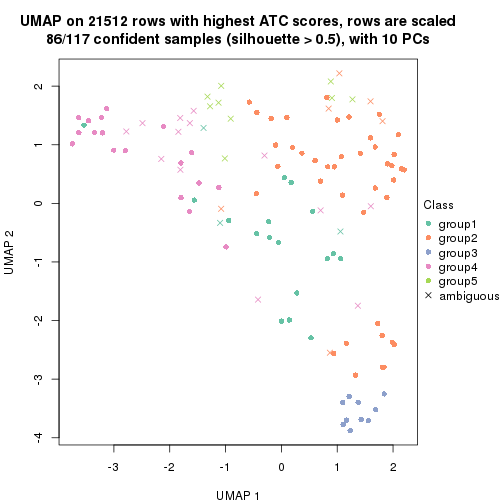 UMAP on 21512 rows with highest ATC scores, rows are scaled
86/117 confident samples (silhouette > 0.5), with 10 PCs
2
1
0
-1
-2
-3
-4
UMAP 2
-3
-2
-1
0
1
2
UMAP 1
Class
group1
group2
group3
group4
group5
ambiguous